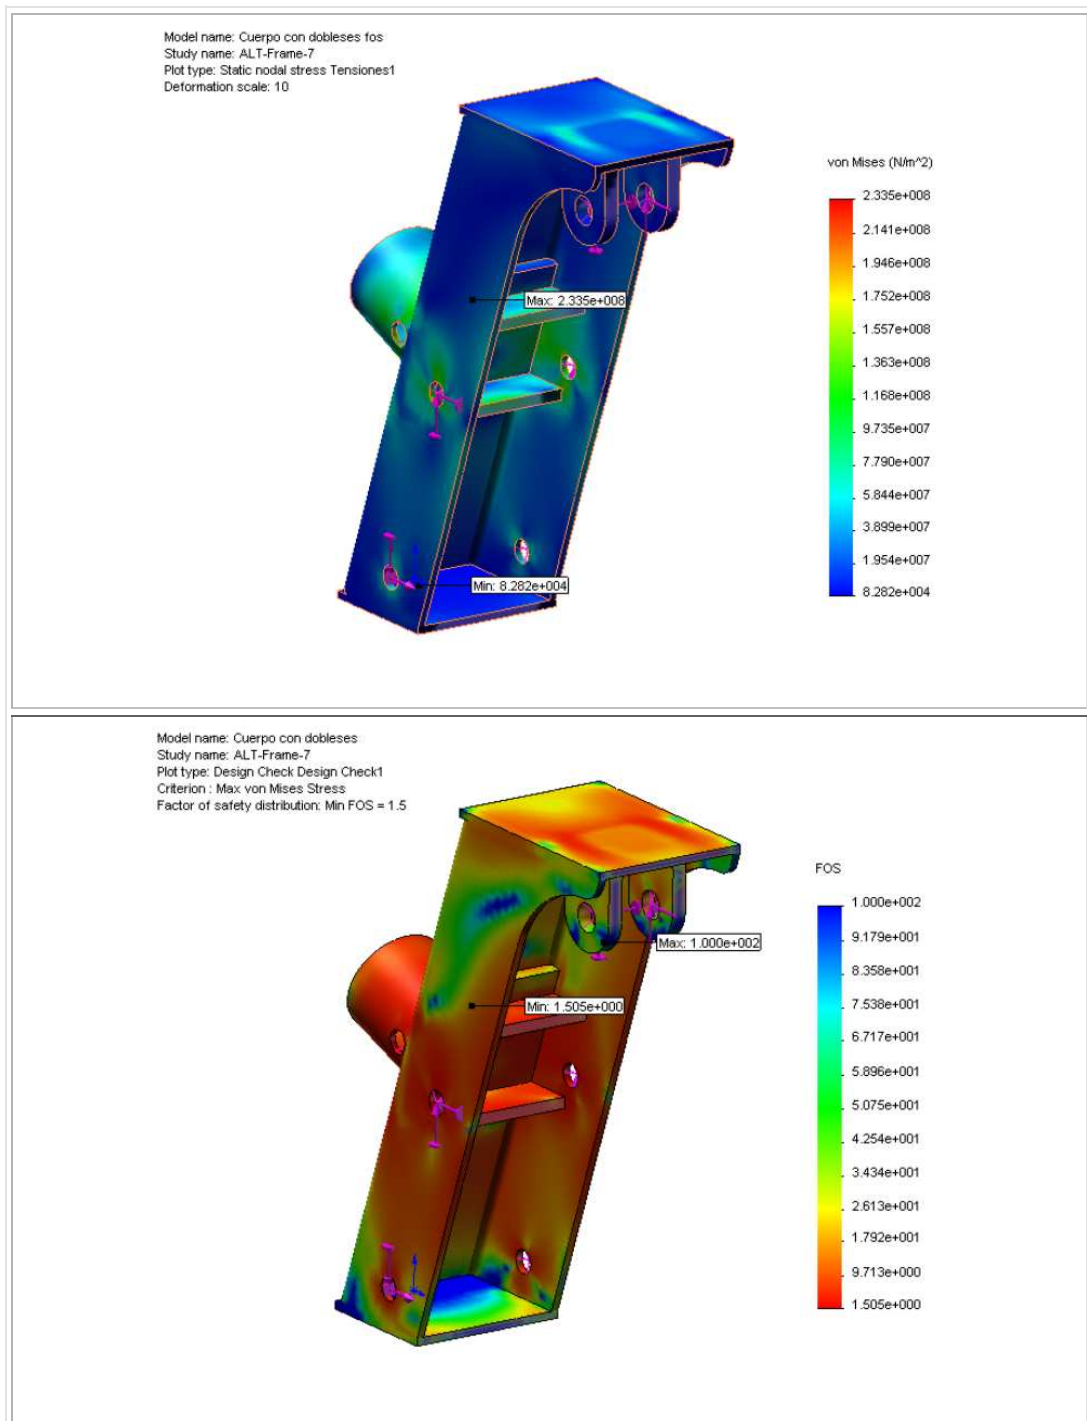 Model name: Cuerpo con dobleses fos
Study name: ALT-Frame-7
Plot type: Static nodal stress Tensiones1
Deformation scale: 10
von Mises (N/m^2)
2.335e+008
2.141e+008
1.946e+008
1.752e+008
1.557e+008
1.363e+008
1.168e+008
9.735e+007
7.790e+007
5.844e+007
3.899e+007
1.954e+007
8.282e+004
Max: 2.335e+008
Min: 8.282e+004
Model name: Cuerpo con dobleses
Study name: ALT-Frame-7
Plot type: Design Check Design Check1
Criterion : Max von Mises Stress
Factor of safety distribution: Min FOS = 1.5
FOS
1.000e+002
9.179e+001
8.358e+001
7.538e+001
6.717e+001
5.896e+001
5.075e+001
4.254e+001
3.434e+001
2.613e+001
1.792e+001
9.713e+000
1.505e+000
Max: 1.000e+002
Min: 1.505e+000